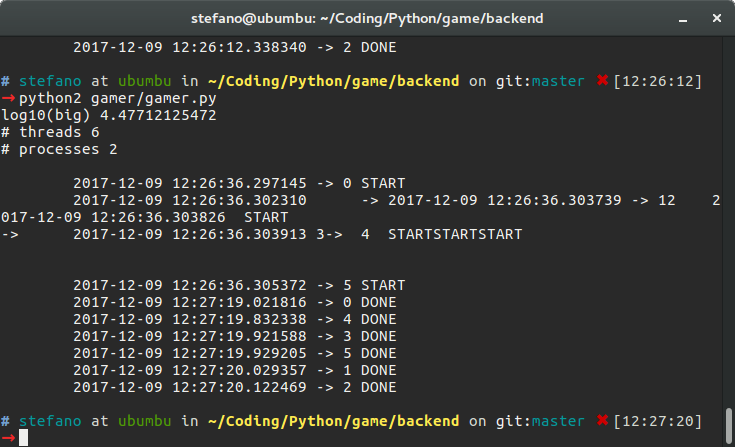 stefano@ubumbu: ~/Coding/Python/game/backend
2017-12-09 12:26:12.338340 -> 2 DONE
# stefano at ubumbu in ~/Coding/Python/game/backend on git:master ✖ [12:26:12]
→ python2 gamer/gamer.py
log10(big) 4.47712125472
# threads 6
# processes 2
2017-12-09 12:26:36.297145 -> 0 START
2017-12-09 12:26:36.302310 -> 2017-12-09 12:26:36.303739 -> 12 2
017-12-09 12:26:36.303826 START
-> 2017-12-09 12:26:36.303913 3-> 4 STARTSTARTSTART
2017-12-09 12:26:36.305372 -> 5 START
2017-12-09 12:27:19.021816 -> 0 DONE
2017-12-09 12:27:19.832338 -> 4 DONE
2017-12-09 12:27:19.921588 -> 3 DONE
2017-12-09 12:27:19.929205 -> 5 DONE
2017-12-09 12:27:20.029357 -> 1 DONE
2017-12-09 12:27:20.122469 -> 2 DONE
# stefano at ubumbu in ~/Coding/Python/game/backend on git:master ✖ [12:27:20]
→